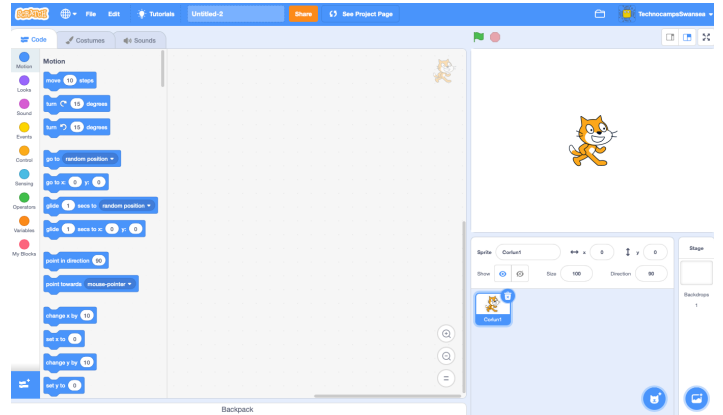 SCRATCH File Edit Tutorials Untitled-2 Share See Project Page TechnocampsSwansea
Code Costumes Sounds
Motion
Looks
Sound
Events
Control
Sensing
Operators
Variables
My Blocks
Motion
move 10 steps
turn 15 degrees
turn 15 degrees
go to random position
go to x: 0 y: 0
glide 1 secs to random position
glide 1 secs to x: 0 y: 0
point in direction 90
point towards mouse-pointer
change x by 10
set x to 0
change y by 10
set y to 0
Backpack
Sprite Corlun1 x 0 y 0
Show Size 100 Direction 90
Corlun1
Stage
Backdrops
1